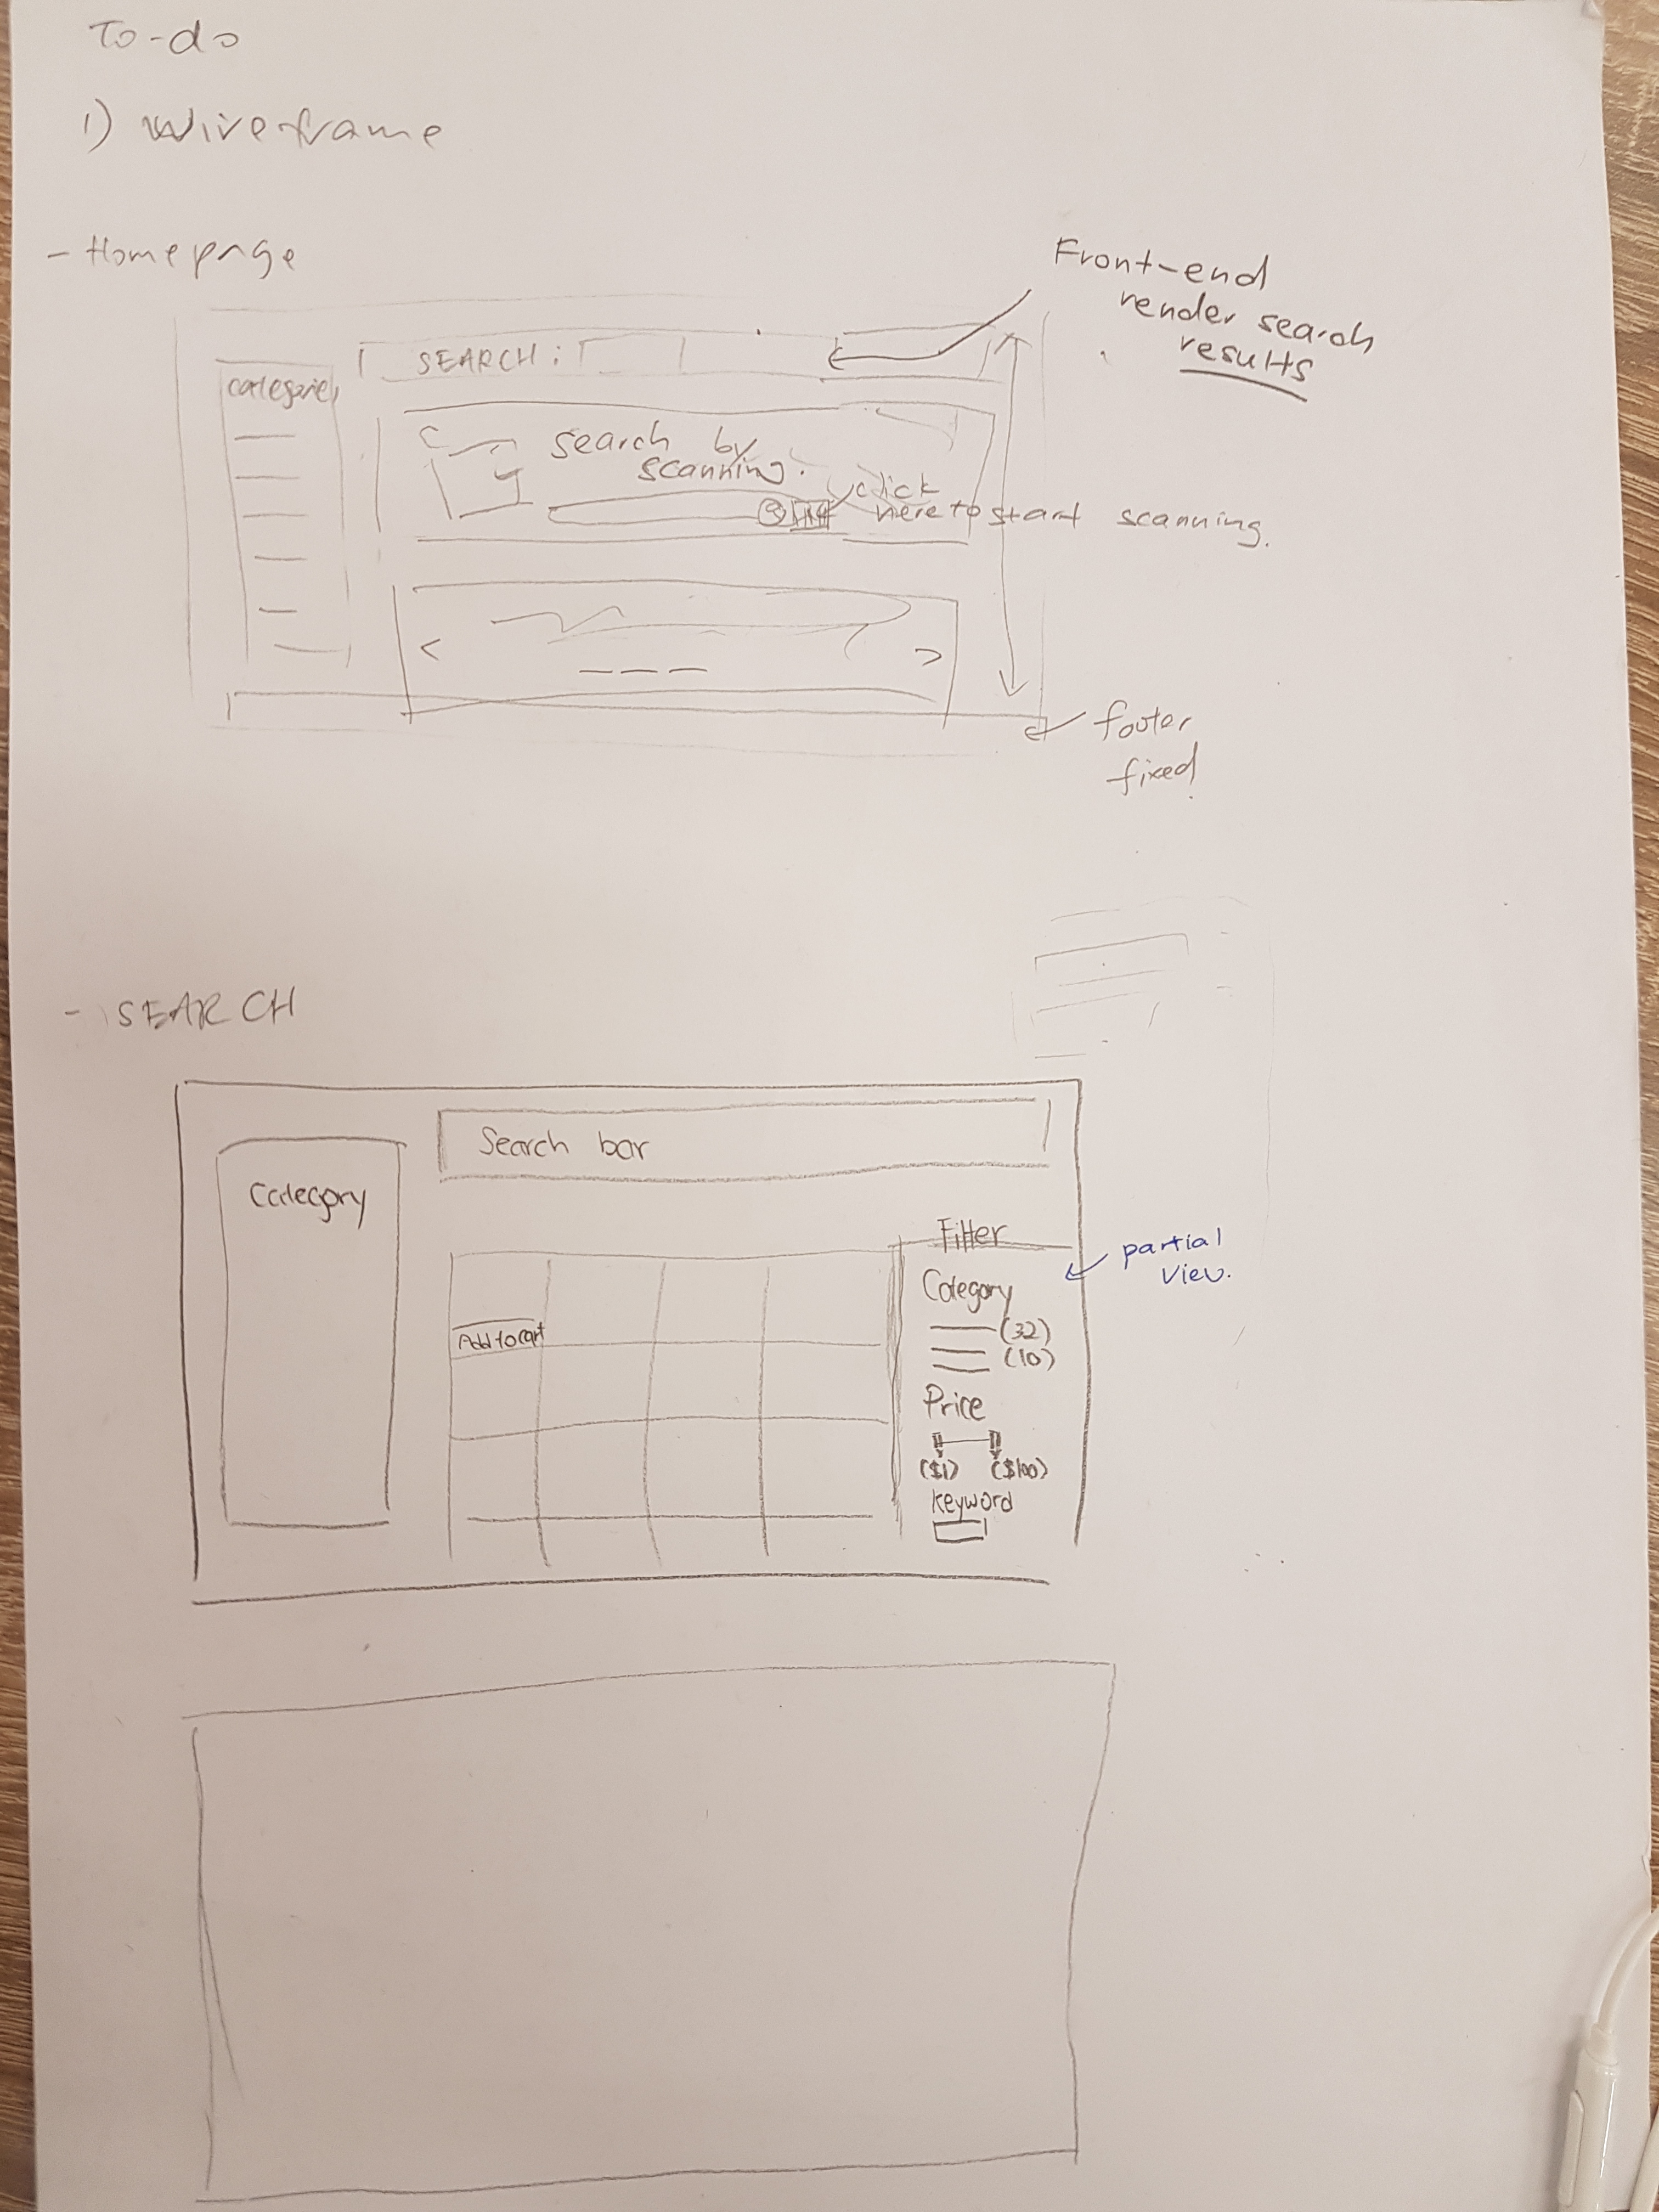 To-do
1) Wireframe
- Homepage
Front-end
render search
results
SEARCH :
categories
search by
scanning.
click
here to start scanning.
<
>
footer
fixed
- SEARCH
Search bar
Category
Filter
partial
view.
Category
(32)
(10)
Add to cart
Price
($1) ($100)
keyword